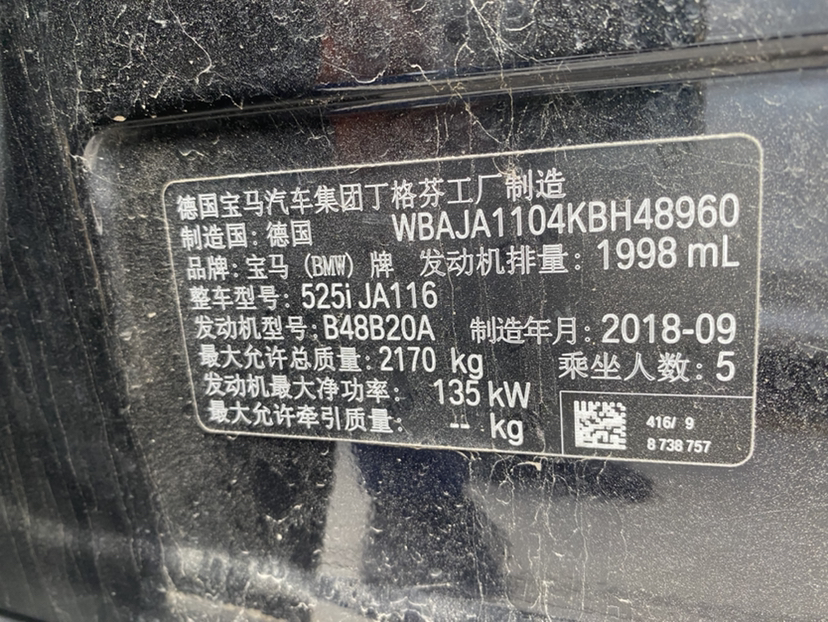 德国宝马汽车集团丁格芬工厂 制造
制造国：德国 WBAJA1104KBH48960
品牌：宝马 (BMW) 牌 发动机排量：1998 mL
整车型号：525i JA116
发动机型号：B48B20A 制造年月：2018-09
最大允许总质量：2170 kg 乘坐人数：5
发动机最大净功率： 135 kW
最大允许牵引质量： -- kg
416/ 9
8 738 757